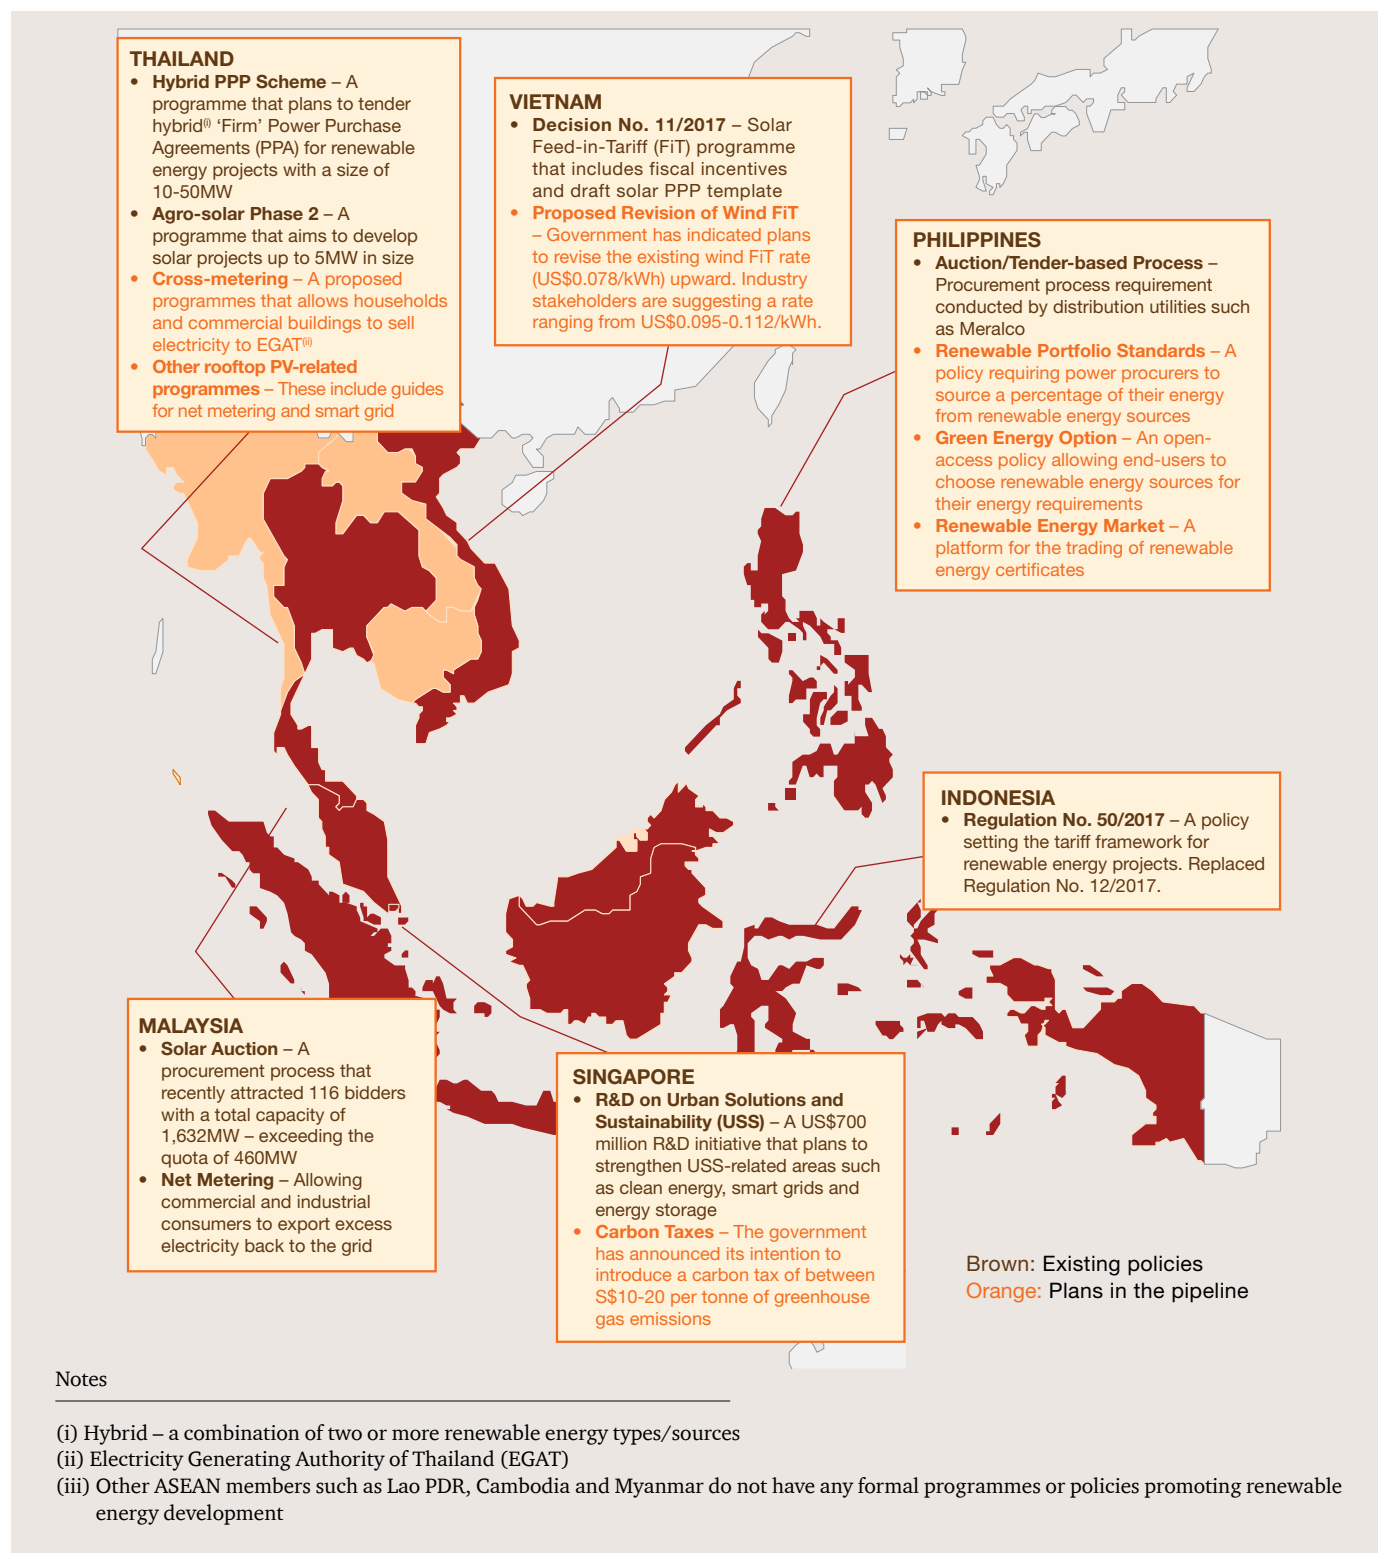 THAILAND
• Hybrid PPP Scheme – A
programme that plans to tender
hybrid(i) ‘Firm’ Power Purchase
Agreements (PPA) for renewable
energy projects with a size of
10-50MW
• Agro-solar Phase 2 – A
programme that aims to develop
solar projects up to 5MW in size
• Cross-metering – A proposed
programmes that allows households
and commercial buildings to sell
electricity to EGAT(ii)
• Other rooftop PV-related
programmes – These include guides
for net metering and smart grid
VIETNAM
• Decision No. 11/2017 – Solar
Feed-in-Tariff (FiT) programme
that includes fiscal incentives
and draft solar PPP template
• Proposed Revision of Wind FiT
– Government has indicated plans
to revise the existing wind FiT rate
(US$0.078/kWh) upward. Industry
stakeholders are suggesting a rate
ranging from US$0.095-0.112/kWh.
PHILIPPINES
• Auction/Tender-based Process –
Procurement process requirement
conducted by distribution utilities such
as Meralco
• Renewable Portfolio Standards – A
policy requiring power procurers to
source a percentage of their energy
from renewable energy sources
• Green Energy Option – An open-
access policy allowing end-users to
choose renewable energy sources for
their energy requirements
• Renewable Energy Market – A
platform for the trading of renewable
energy certificates
INDONESIA
• Regulation No. 50/2017 – A policy
setting the tariff framework for
renewable energy projects. Replaced
Regulation No. 12/2017.
MALAYSIA
• Solar Auction – A
procurement process that
recently attracted 116 bidders
with a total capacity of
1,632MW – exceeding the
quota of 460MW
• Net Metering – Allowing
commercial and industrial
consumers to export excess
electricity back to the grid
SINGAPORE
• R&D on Urban Solutions and
Sustainability (USS) – A US$700
million R&D initiative that plans to
strengthen USS-related areas such
as clean energy, smart grids and
energy storage
• Carbon Taxes – The government
has announced its intention to
introduce a carbon tax of between
S$10-20 per tonne of greenhouse
gas emissions
Brown: Existing policies
Orange: Plans in the pipeline
Notes
(i) Hybrid – a combination of two or more renewable energy types/sources
(ii) Electricity Generating Authority of Thailand (EGAT)
(iii) Other ASEAN members such as Lao PDR, Cambodia and Myanmar do not have any formal programmes or policies promoting renewable
energy development